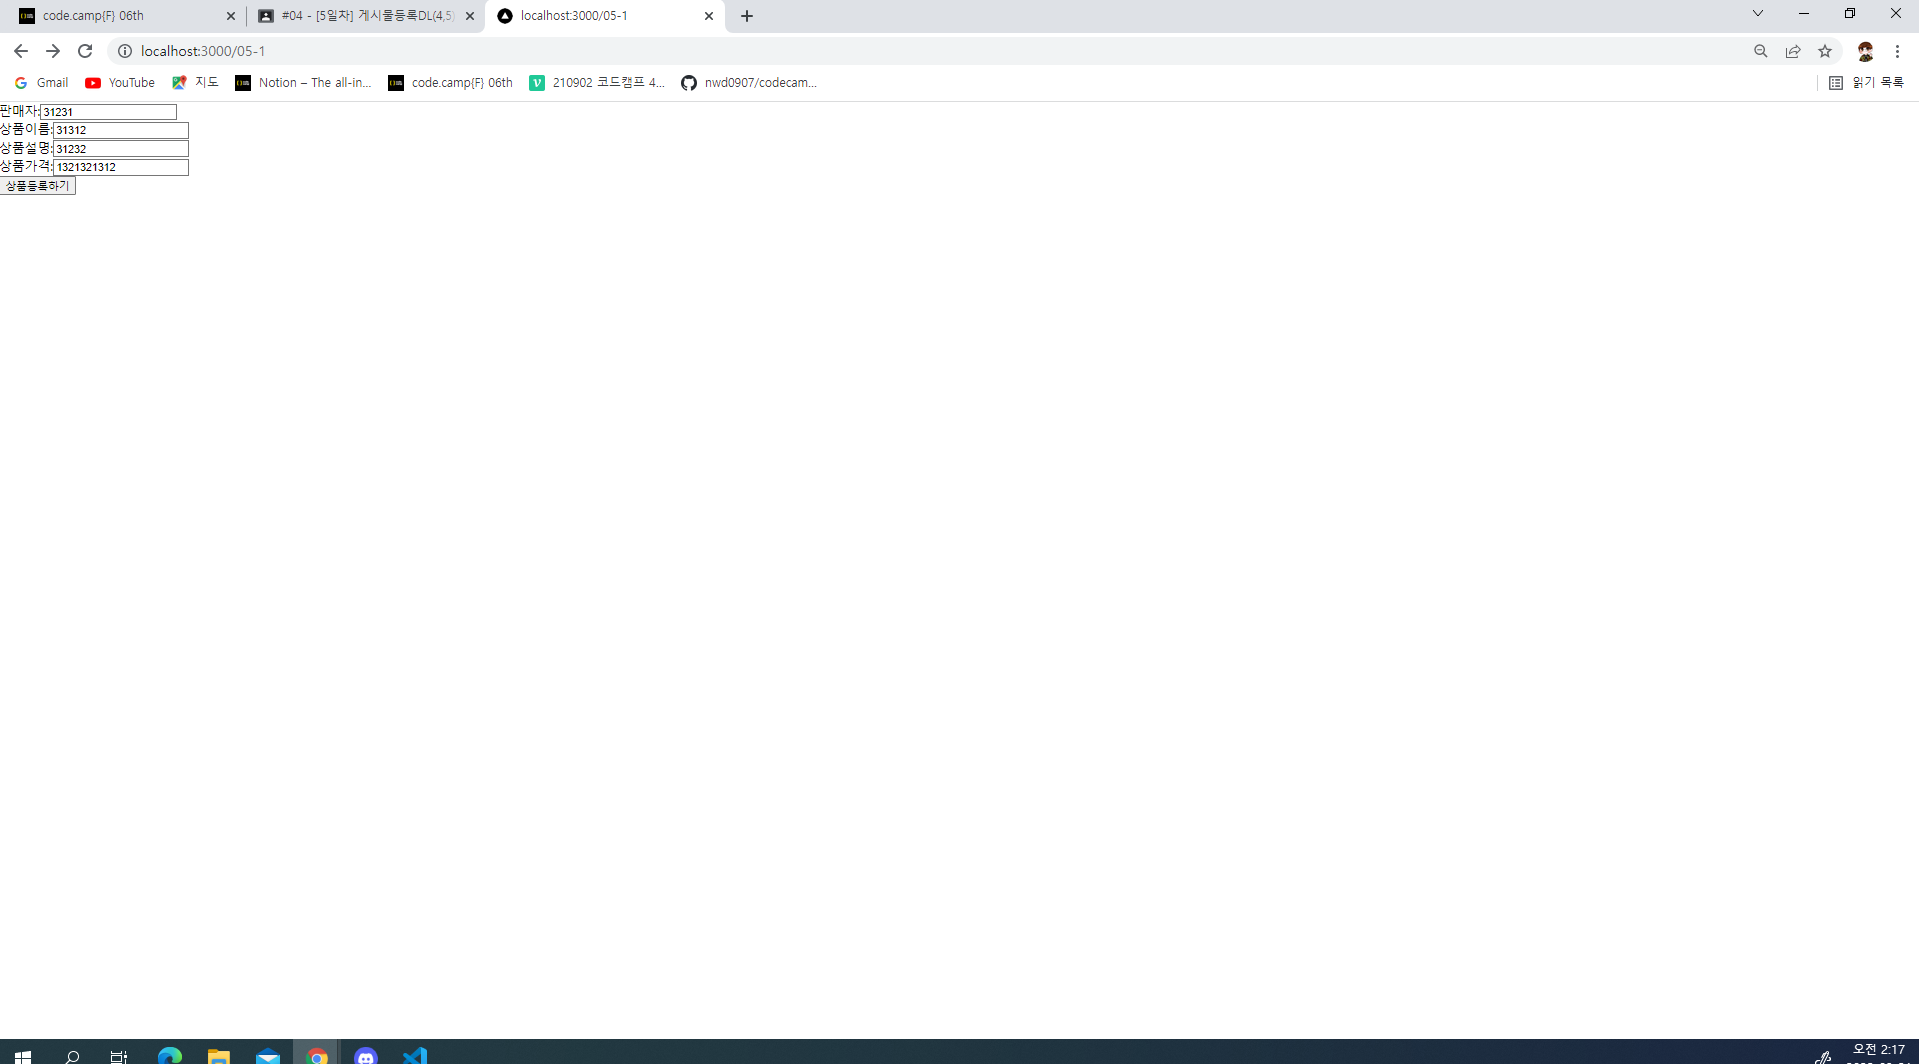 code.camp{F} 06th
#04 - [5일차] 게시물등록DL(4,5)
localhost:3000/05-1
localhost:3000/05-1
Gmail
YouTube
지도
Notion – The all-in...
code.camp{F} 06th
210902 코드캠프 4...
nwd0907/codecam...
읽기 목록
판매자:31231
상품이름:31312
상품설명:31232
상품가격:1321321312
상품등록하기
오전 2:17